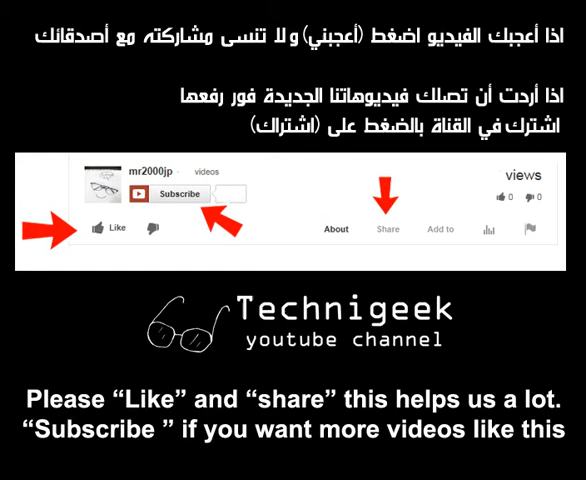 اذا أعجبك الفيديو اضغط (أعجبني) و لا تنسى مشاركته مع أصدقائك
اذا أردت أن تصلك فيديوهاتنا الجديدة فور رفعها
اشترك في القناة بالضغط على (اشتراك)
mr2000jp · videos
views
Subscribe
0 0
Like
About Share Add to
Technigeek
youtube channel
Please “Like” and “share” this helps us a lot.
“Subscribe ” if you want more videos like this